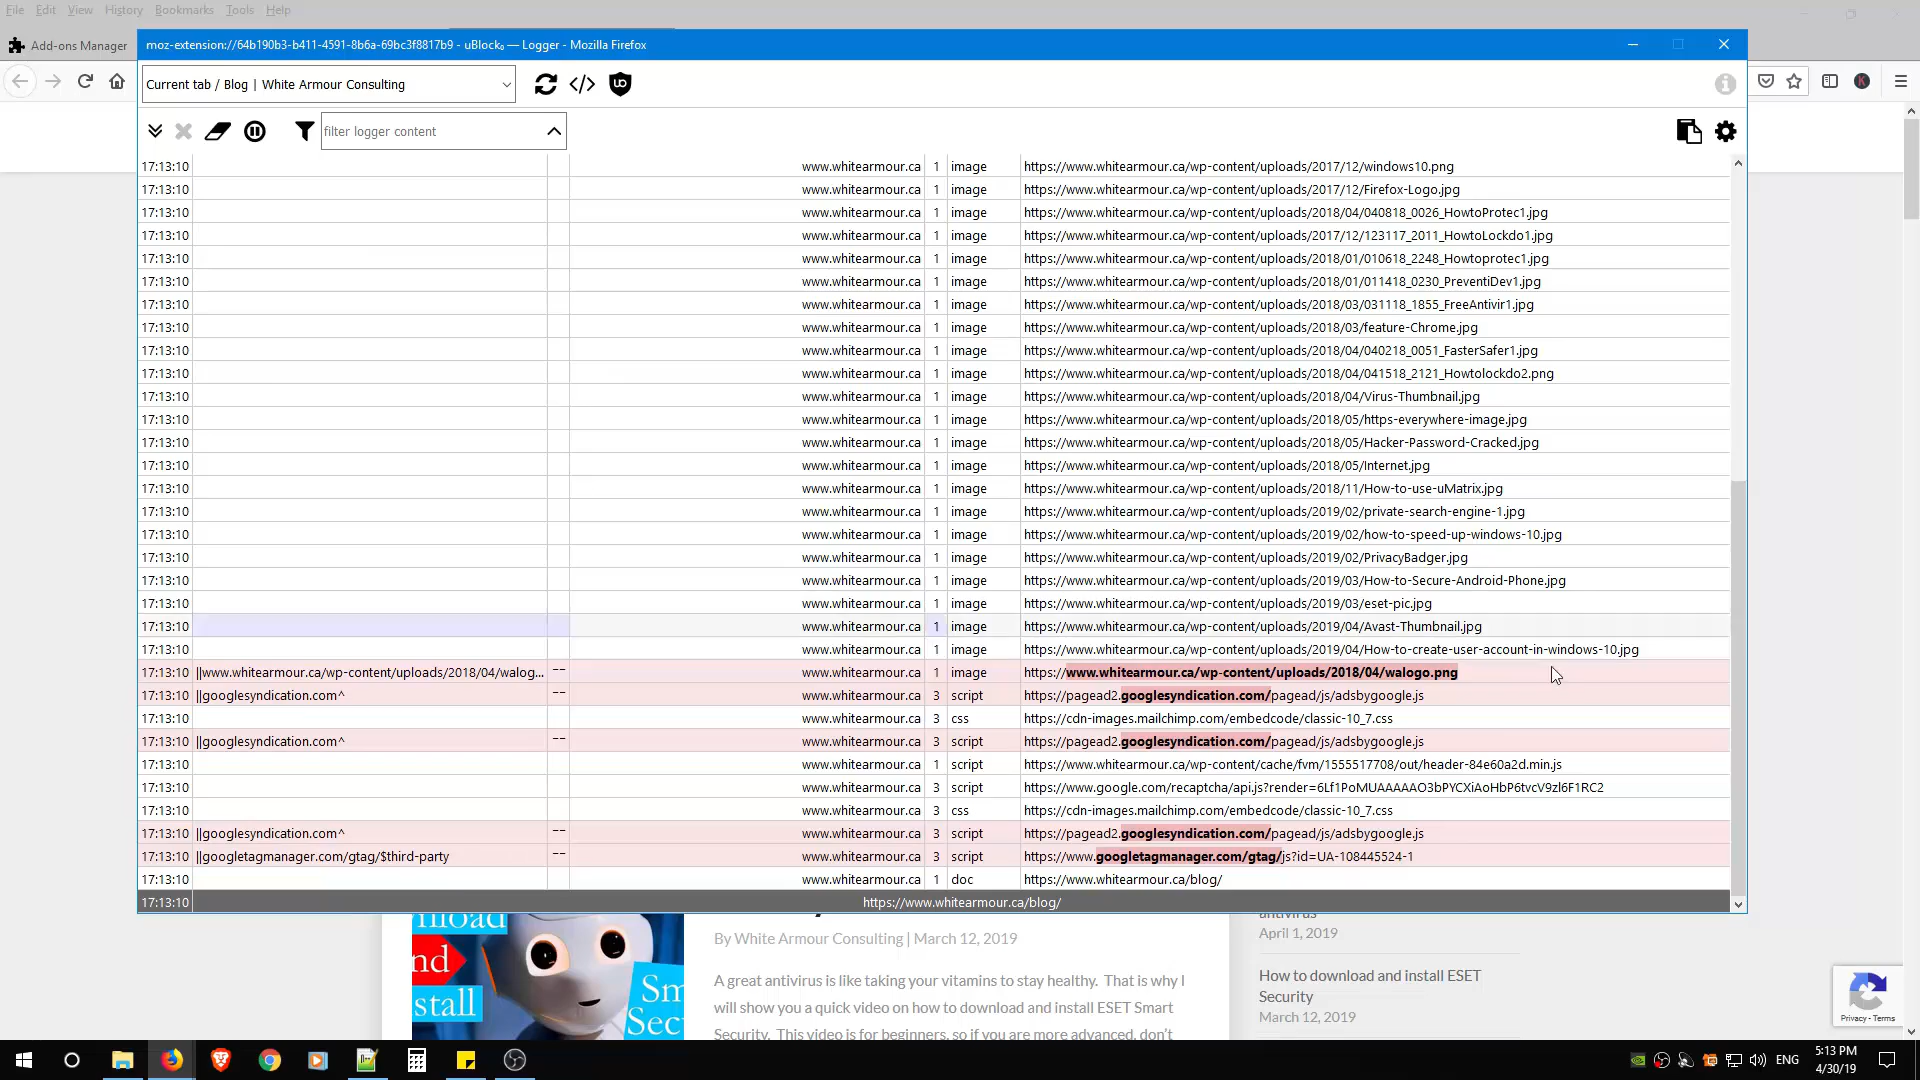 File Edit View History Bookmarks Tools Help
Add-ons Manager
moz-extension://64b190b3-b411-4591-8b6a-69bc3f8817b9 - uBlock₀ — Logger - Mozilla Firefox
Current tab / Blog | White Armour Consulting
filter logger content
17:13:10 www.whitearmour.ca 1 image https://www.whitearmour.ca/wp-content/uploads/2017/12/windows10.png
17:13:10 www.whitearmour.ca 1 image https://www.whitearmour.ca/wp-content/uploads/2017/12/Firefox-Logo.jpg
17:13:10 www.whitearmour.ca 1 image https://www.whitearmour.ca/wp-content/uploads/2018/04/040818_0026_HowtoProtec1.jpg
17:13:10 www.whitearmour.ca 1 image https://www.whitearmour.ca/wp-content/uploads/2017/12/123117_2011_HowtoLockdo1.jpg
17:13:10 www.whitearmour.ca 1 image https://www.whitearmour.ca/wp-content/uploads/2018/01/010618_2248_Howtoprotec1.jpg
17:13:10 www.whitearmour.ca 1 image https://www.whitearmour.ca/wp-content/uploads/2018/01/011418_0230_PreventiDev1.jpg
17:13:10 www.whitearmour.ca 1 image https://www.whitearmour.ca/wp-content/uploads/2018/03/031118_1855_FreeAntivir1.jpg
17:13:10 www.whitearmour.ca 1 image https://www.whitearmour.ca/wp-content/uploads/2018/03/feature-Chrome.jpg
17:13:10 www.whitearmour.ca 1 image https://www.whitearmour.ca/wp-content/uploads/2018/04/040218_0051_FasterSafer1.jpg
17:13:10 www.whitearmour.ca 1 image https://www.whitearmour.ca/wp-content/uploads/2018/04/041518_2121_Howtolockdo2.png
17:13:10 www.whitearmour.ca 1 image https://www.whitearmour.ca/wp-content/uploads/2018/04/Virus-Thumbnail.jpg
17:13:10 www.whitearmour.ca 1 image https://www.whitearmour.ca/wp-content/uploads/2018/05/https-everywhere-image.jpg
17:13:10 www.whitearmour.ca 1 image https://www.whitearmour.ca/wp-content/uploads/2018/05/Hacker-Password-Cracked.jpg
17:13:10 www.whitearmour.ca 1 image https://www.whitearmour.ca/wp-content/uploads/2018/05/Internet.jpg
17:13:10 www.whitearmour.ca 1 image https://www.whitearmour.ca/wp-content/uploads/2018/11/How-to-use-uMatrix.jpg
17:13:10 www.whitearmour.ca 1 image https://www.whitearmour.ca/wp-content/uploads/2019/02/private-search-engine-1.jpg
17:13:10 www.whitearmour.ca 1 image https://www.whitearmour.ca/wp-content/uploads/2019/02/how-to-speed-up-windows-10.jpg
17:13:10 www.whitearmour.ca 1 image https://www.whitearmour.ca/wp-content/uploads/2019/02/PrivacyBadger.jpg
17:13:10 www.whitearmour.ca 1 image https://www.whitearmour.ca/wp-content/uploads/2019/03/How-to-Secure-Android-Phone.jpg
17:13:10 www.whitearmour.ca 1 image https://www.whitearmour.ca/wp-content/uploads/2019/03/eset-pic.jpg
17:13:10 www.whitearmour.ca 1 image https://www.whitearmour.ca/wp-content/uploads/2019/04/Avast-Thumbnail.jpg
17:13:10 www.whitearmour.ca 1 image https://www.whitearmour.ca/wp-content/uploads/2019/04/How-to-create-user-account-in-windows-10.jpg
17:13:10 ||www.whitearmour.ca/wp-content/uploads/2018/04/walog... -- www.whitearmour.ca 1 image https://www.whitearmour.ca/wp-content/uploads/2018/04/walogo.png
17:13:10 ||googlesyndication.com^ -- www.whitearmour.ca 3 script https://pagead2.googlesyndication.com/pagead/js/adsbygoogle.js
17:13:10 www.whitearmour.ca 3 css https://cdn-images.mailchimp.com/embedcode/classic-10_7.css
17:13:10 ||googlesyndication.com^ -- www.whitearmour.ca 3 script https://pagead2.googlesyndication.com/pagead/js/adsbygoogle.js
17:13:10 www.whitearmour.ca 1 script https://www.whitearmour.ca/wp-content/cache/fvm/1555517708/out/header-84e60a2d.min.js
17:13:10 www.whitearmour.ca 3 script https://www.google.com/recaptcha/api.js?render=6Lf1PoMUAAAAAO3bPYCXiAoHbP6tvcV9zl6F1RC2
17:13:10 www.whitearmour.ca 3 css https://cdn-images.mailchimp.com/embedcode/classic-10_7.css
17:13:10 ||googlesyndication.com^ -- www.whitearmour.ca 3 script https://pagead2.googlesyndication.com/pagead/js/adsbygoogle.js
17:13:10 ||googletagmanager.com/gtag/$third-party -- www.whitearmour.ca 3 script https://www.googletagmanager.com/gtag/js?id=UA-108445524-1
17:13:10 www.whitearmour.ca 1 doc https://www.whitearmour.ca/blog/
17:13:10 https://www.whitearmour.ca/blog/
nd
stall
Sm
Sec
By White Armour Consulting | March 12, 2019
A great antivirus is like taking your vitamins to stay healthy. That is why I
will show you a quick video on how to download and install ESET Smart
Security. This video is for beginners, so if you are more advanced, don't
antivirus
April 1, 2019
How to download and install ESET
Security
March 12, 2019
Privacy - Terms
ENG
5:13 PM
4/30/19